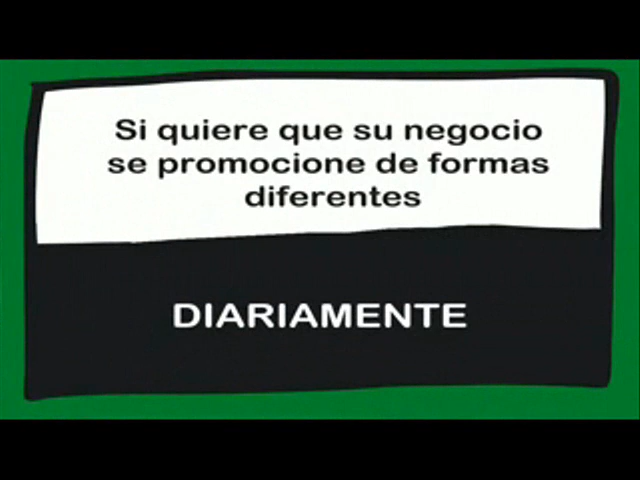 Si quiere que su negocio
se promocione de formas
diferentes
DIARIAMENTE